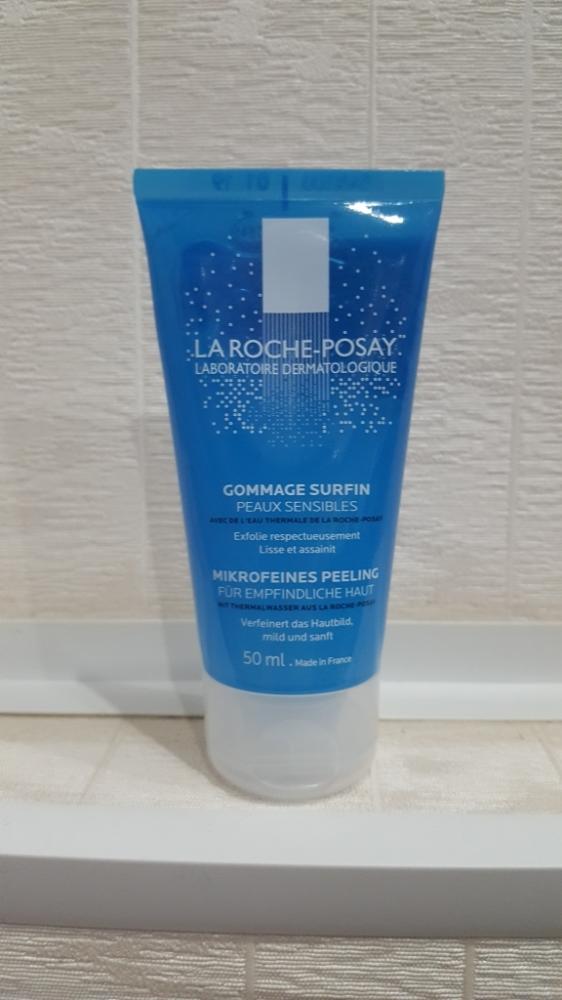 LA ROCHE-POSAY
LABORATOIRE DERMATOLOGIQUE
GOMMAGE SURFIN
PEAUX SENSIBLES
AVEC DE L'EAU THERMALE DE LA ROCHE-POSAY
Exfolie respectueusement
Lisse et assainit
MIKROFEINES PEELING
FÜR EMPFINDLICHE HAUT
MIT THERMALWASSER AUS LA ROCHE-POSAY
Verfeinert das Hautbild,
mild und sanft
50 ml . Made in France